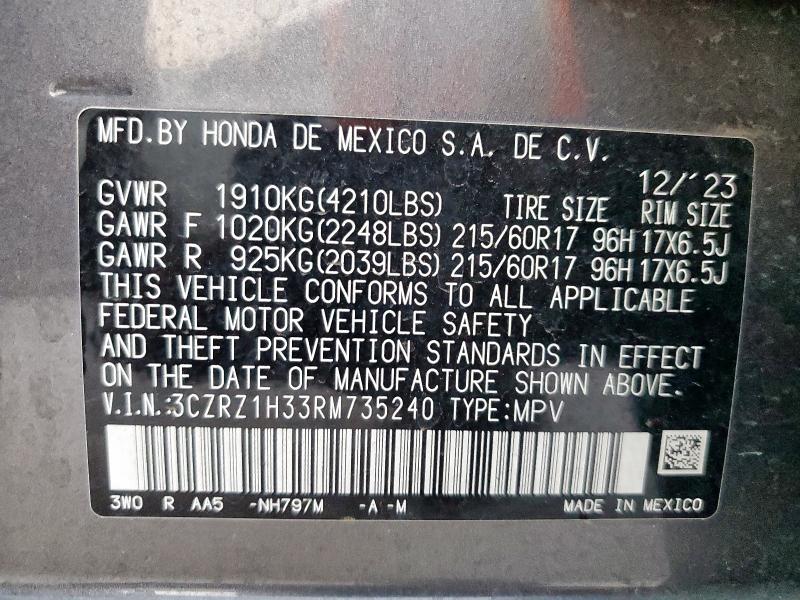 MFD.BY HONDA DE MEXICO S.A. DE C.V.
12/'23
GVWR 1910KG(4210LBS) TIRE SIZE RIM SIZE
GAWR F 1020KG(2248LBS) 215/60R17 96H 17X6.5J
GAWR R 925KG(2039LBS) 215/60R17 96H 17X6.5J
THIS VEHICLE CONFORMS TO ALL APPLICABLE
FEDERAL MOTOR VEHICLE SAFETY
AND THEFT PREVENTION STANDARDS IN EFFECT
ON THE DATE OF MANUFACTURE SHOWN ABOVE.
V.I.N.:3CZRZ1H33RM735240 TYPE:MPV
3W0 R AA5 -NH797M -A -M MADE IN MEXICO